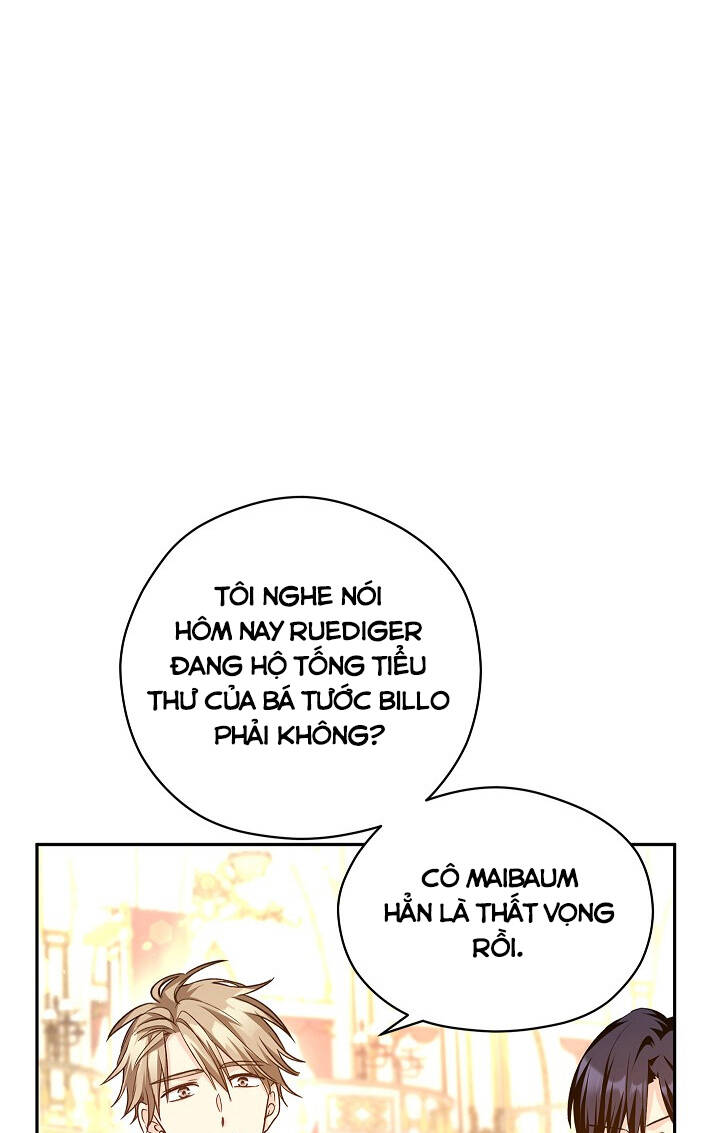 TÔI NGHE NÓI
HÔM NAY RUEDIGER
ĐANG HỘ TỐNG TIỂU
THƯ CỦA BÁ TƯỚC BILLO
PHẢI KHÔNG?
CÔ MAIBAUM
HẲN LÀ THẤT VỌNG
RỒI.